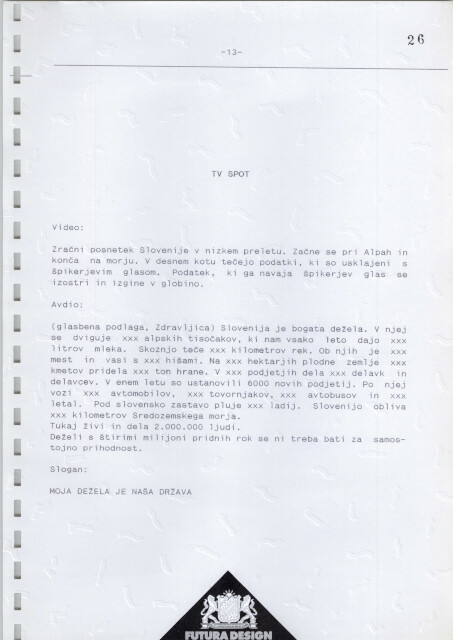 26
-13-
TV SPOT
Video:
Zračni posnetek Slovenije v nizkem preletu. Začne se pri Alpah in
konča na morju. V desnem kotu tečejo podatki, ki so usklajeni s
špikerjevim glasom. Podatek, ki ga navaja špikerjev glas se
izostri in izgine v globino.
Avdio:
(glasbena podlaga, Zdravljica) Slovenija je bogata dežela. V njej
se dviguje xxx alpskih tisočakov, ki nam vsako leto dajo xxx
litrov mleka. Skoznjo teče xxx kilometrov rek. Ob njih je xxx
mest in vasi s xxx hišami. Na xxx hektarjih plodne zemlje xxx
kmetov pridela xxx ton hrane. V xxx podjetjih dela xxx delavk in
delavcev. V enem letu so ustanovili 6000 novih podjetij. Po njej
vozi xxx avtomobilov, xxx tovornjakov, xxx avtobusov in xxx
letal. Pod slovensko zastavo pluje xxx ladij. Slovenijo obliva
xxx kilometrov Sredozemskega morja.
Tukaj živi in dela 2.000.000 ljudi.
Deželi s štirimi milijoni pridnih rok se ni treba bati za samos-
tojno prihodnost.
Slogan:
MOJA DEŽELA JE NAŠA DRŽAVA
FUTURA DESIGN